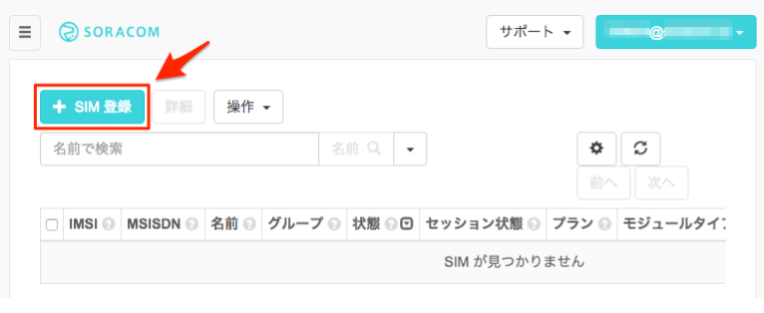 SORACOM
サポート
@
+ SIM 登録
詳細
操作
名前で検索
名前
前へ
次へ
IMSI MSISDN 名前 グループ 状態 セッション状態 プラン モジュールタイ
SIM が見つかりません